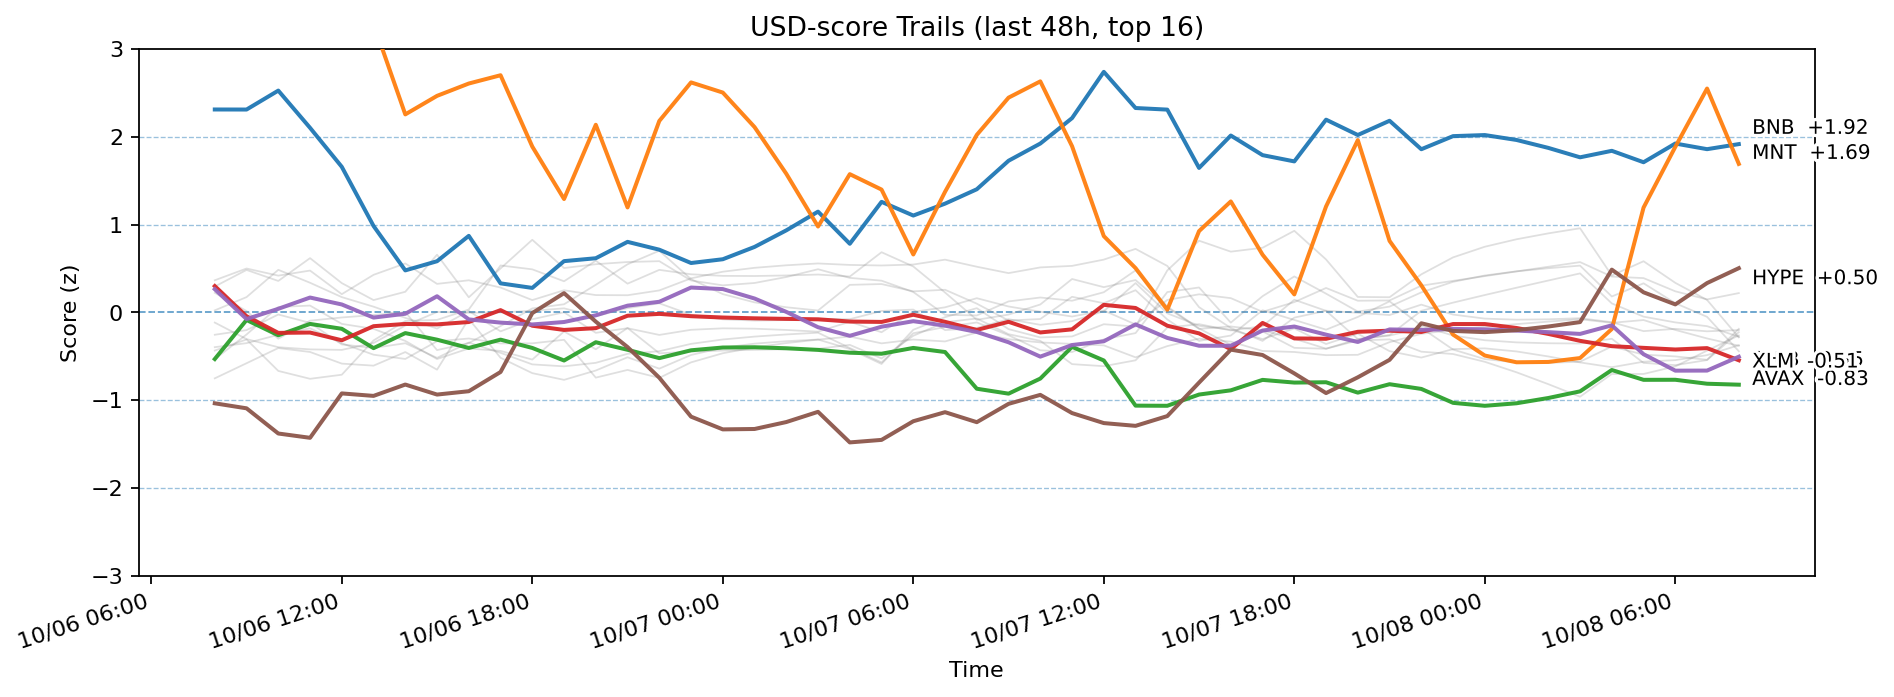 USD-score Trails (last 48h, top 16)
3
2
1
0
−1
−2
−3
Score (z)
BNB +1.92
MNT +1.69
HYPE +0.50
XLM -0.51
AVAX -0.83
10/06 06:00
10/06 12:00
10/06 18:00
10/07 00:00
10/07 06:00
10/07 12:00
10/07 18:00
10/08 00:00
10/08 06:00
Time